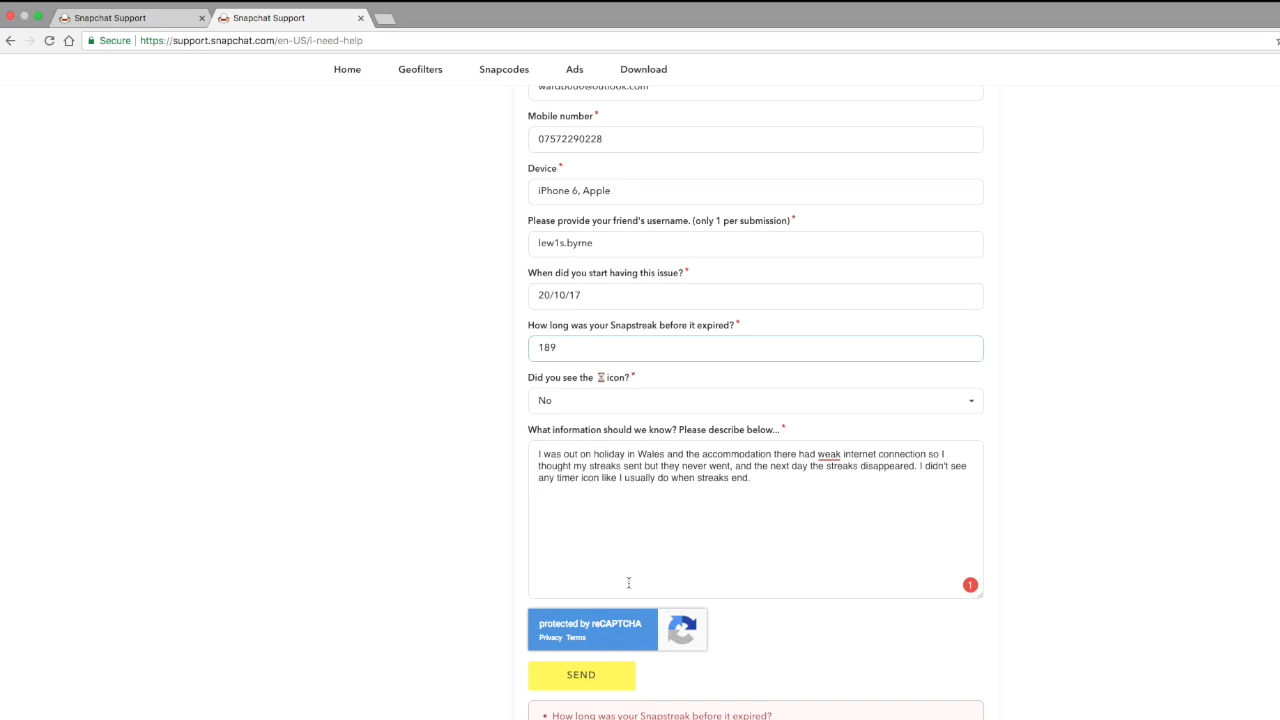 Snapchat Support
Snapchat Support
Secure https://support.snapchat.com/en-US/i-need-help
Home Geofilters Snapcodes Ads Download
Mobile number*
07572290228
Device*
iPhone 6, Apple
Please provide your friend's username. (only 1 per submission)*
lew1s.byrne
When did you start having this issue?*
20/10/17
How long was your Snapstreak before it expired?*
189
Did you see the ⌛ icon?*
No
What information should we know? Please describe below...*
I was out on holiday in Wales and the accommodation there had weak internet connection so I
thought my streaks sent but they never went, and the next day the streaks disappeared. I didn't see
any timer icon like I usually do when streaks end.
1
protected by reCAPTCHA
Privacy Terms
SEND
• How long was your Snapstreak before it expired?